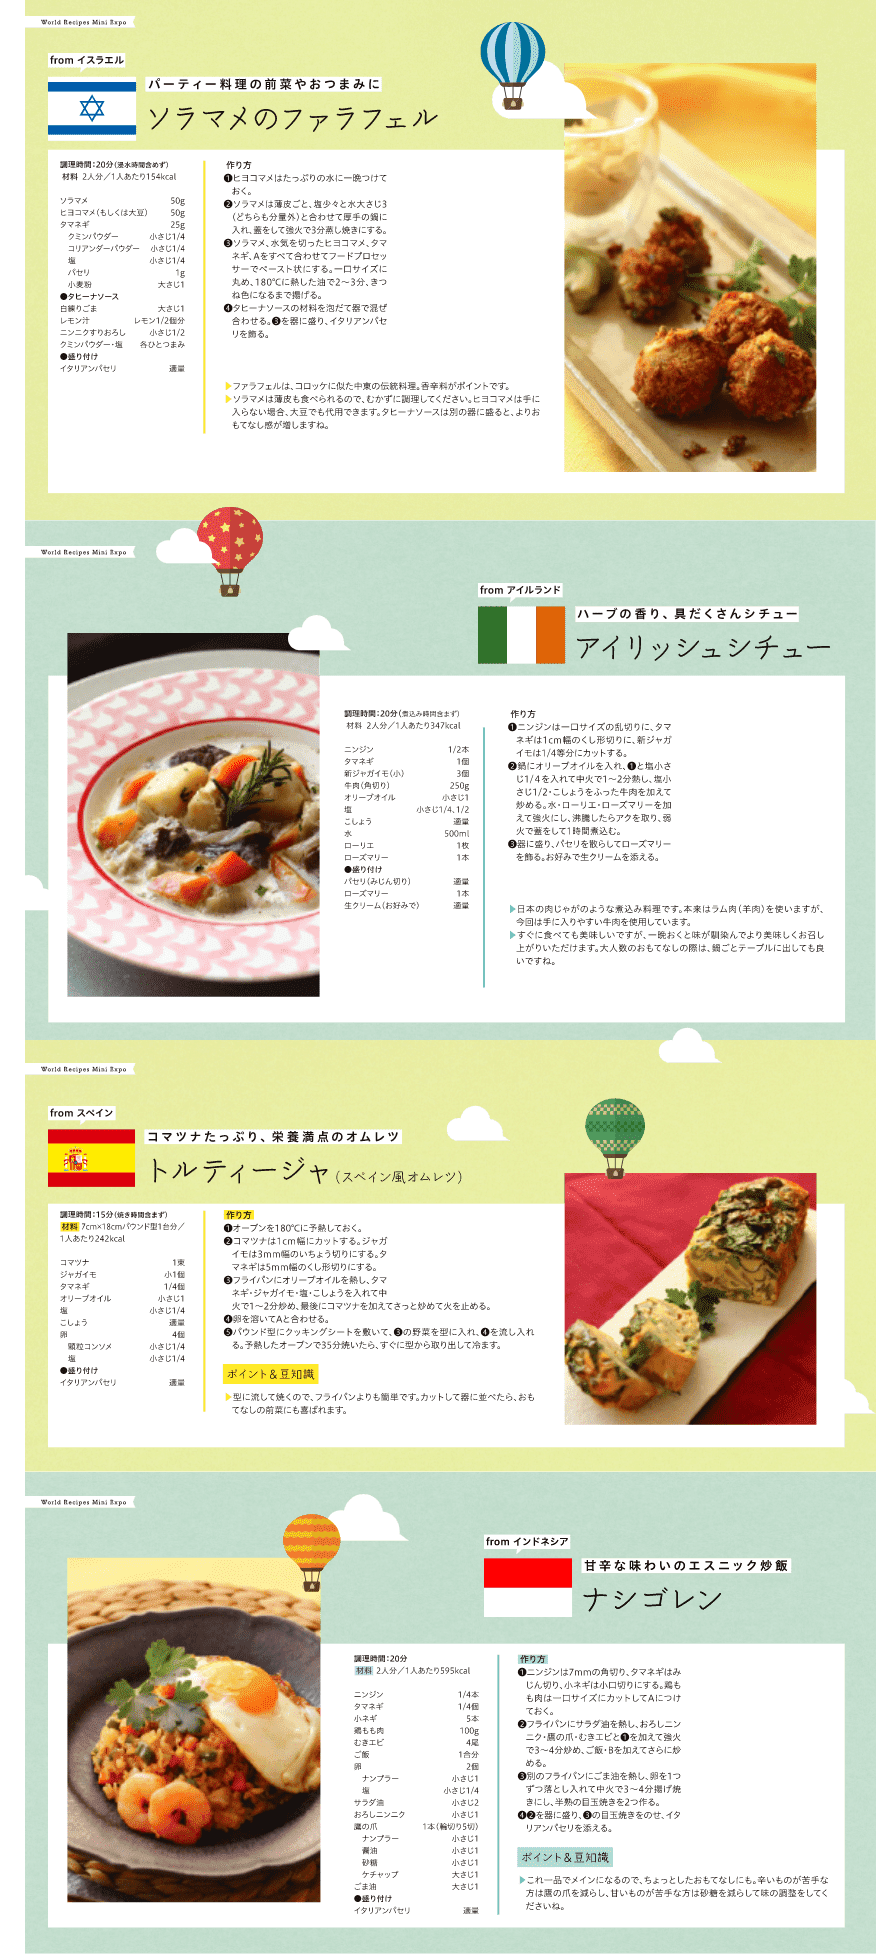 World Recipes Mini Expo
from イスラエル
パーティー料理の前菜やおつまみに
ソラマメのファラフェル
調理時間：20分（浸水時間含めず）
材料 2人分／1人あたり154kcal
ソラマメ 50g
ヒヨコマメ（もしくは大豆） 50g
タマネギ 25g
クミンパウダー 小さじ1/4
コリアンダーパウダー 小さじ1/4
塩 小さじ1/4
パセリ 1g
小麦粉 大さじ1
●タヒーナソース
白練りごま 大さじ1
レモン汁 レモン1/2個分
ニンニクすりおろし 小さじ1/2
クミンパウダー・塩 各ひとつまみ
●盛り付け
イタリアンパセリ 適量
作り方
❶ヒヨコマメはたっぷりの水に一晩つけて
おく。
❷ソラマメは薄皮ごと、塩少々と水大さじ3
（どちらも分量外）と合わせて厚手の鍋に
入れ、蓋をして強火で3分蒸し焼きにする。
❸ソラマメ、水気を切ったヒヨコマメ、タマ
ネギ、Aをすべて合わせてフードプロセッ
サーでペースト状にする。一口サイズに
丸め、180℃に熱した油で2〜3分、きつ
ね色になるまで揚げる。
❹タヒーナソースの材料を泡だて器で混ぜ
合わせる。❸を器に盛り、イタリアンパセ
リを飾る。
▶ファラフェルは、コロッケに似た中東の伝統料理。香辛料がポイントです。
▶ソラマメは薄皮も食べられるので、むかずに調理してください。ヒヨコマメは手に
入らない場合、大豆でも代用できます。タヒーナソースは別の器に盛ると、よりお
もてなし感が増しますね。
World Recipes Mini Expo
from アイルランド
ハーブの香り、具だくさんシチュー
アイリッシュシチュー
調理時間：20分（煮込み時間含まず）
材料 2人分／1人あたり347kcal
ニンジン 1/2本
タマネギ 1個
新ジャガイモ（小） 3個
牛肉（角切り） 250g
オリーブオイル 小さじ1
塩 小さじ1/4、1/2
こしょう 適量
水 500ml
ローリエ 1枚
ローズマリー 1本
●盛り付け
パセリ（みじん切り） 適量
ローズマリー 1本
生クリーム（お好みで） 適量
作り方
❶ニンジンは一口サイズの乱切りに、タマ
ネギは1cm幅のくし形切りに、新ジャガ
イモは1/4等分にカットする。
❷鍋にオリーブオイルを入れ、❶と塩小さ
じ1/4を入れて中火で1〜2分熱し、塩小
さじ1/2・こしょうをふった牛肉を加えて
炒める。水・ローリエ・ローズマリーを加
えて強火にし、沸騰したらアクを取り、弱
火で蓋をして1時間煮込む。
❸器に盛り、パセリを散らしてローズマリー
を飾る。お好みで生クリームを添える。
▶日本の肉じゃがのような煮込み料理です。本来はラム肉（羊肉）を使いますが、
今回は手に入りやすい牛肉を使用しています。
▶すぐに食べても美味しいですが、一晩おくと味が馴染んでより美味しくお召し
上がりいただけます。大人数のおもてなしの際は、鍋ごとテーブルに出しても良
いですね。
World Recipes Mini Expo
from スペイン
コマツナたっぷり、栄養満点のオムレツ
トルティージャ（スペイン風オムレツ）
調理時間：15分（焼き時間含まず）
材料 7cm×18cmパウンド型1台分／
1人あたり242kcal
コマツナ 1束
ジャガイモ 小1個
タマネギ 1/4個
オリーブオイル 小さじ1
塩 小さじ1/4
こしょう 適量
卵 4個
顆粒コンソメ 小さじ1/4
塩 小さじ1/4
●盛り付け
イタリアンパセリ 適量
作り方
❶オーブンを180℃に予熱しておく。
❷コマツナは1cm幅にカットする。ジャガ
イモは3mm幅のいちょう切りにする。タ
マネギは5mm幅のくし形切りにする。
❸フライパンにオリーブオイルを熱し、タマ
ネギ・ジャガイモ・塩・こしょうを入れて中
火で1〜2分炒め、最後にコマツナを加えてさっと炒めて火を止める。
❹卵を溶いてAと合わせる。
❺パウンド型にクッキングシートを敷いて、❸の野菜を型に入れ、❹を流し入れ
る。予熱したオーブンで35分焼いたら、すぐに型から取り出して冷ます。
ポイント＆豆知識
▶型に流して焼くので、フライパンよりも簡単です。カットして器に並べたら、おも
てなしの前菜にも喜ばれます。
World Recipes Mini Expo
from インドネシア
甘辛な味わいのエスニック炒飯
ナシゴレン
調理時間：20分
材料 2人分／1人あたり595kcal
ニンジン 1/4本
タマネギ 1/4個
小ネギ 5本
鶏もも肉 100g
むきエビ 4尾
ご飯 1合分
卵 2個
ナンプラー 小さじ1
塩 小さじ1/4
サラダ油 小さじ2
おろしニンニク 小さじ1
鷹の爪 1本（輪切り5切）
ナンプラー 小さじ1
醤油 小さじ1
砂糖 小さじ1
ケチャップ 大さじ1
ごま油 大さじ1
●盛り付け
イタリアンパセリ 適量
作り方
❶ニンジンは7mmの角切り、タマネギはみ
じん切り、小ネギは小口切りにする。鶏も
も肉は一口サイズにカットしてAにつけ
ておく。
❷フライパンにサラダ油を熱し、おろしニン
ニク・鷹の爪・むきエビと❶を加えて強火
で3〜4分炒め、ご飯・Bを加えてさらに炒
める。
❸別のフライパンにごま油を熱し、卵を1つ
ずつ落とし入れて中火で3〜4分揚げ焼
きにし、半熟の目玉焼きを2つ作る。
❹❷を器に盛り、❸の目玉焼きをのせ、イタ
リアンパセリを添える。
ポイント＆豆知識
▶これ一品でメインになるので、ちょっとしたおもてなしにも。辛いものが苦手な
方は鷹の爪を減らし、甘いものが苦手な方は砂糖を減らして味の調整をしてく
ださいね。